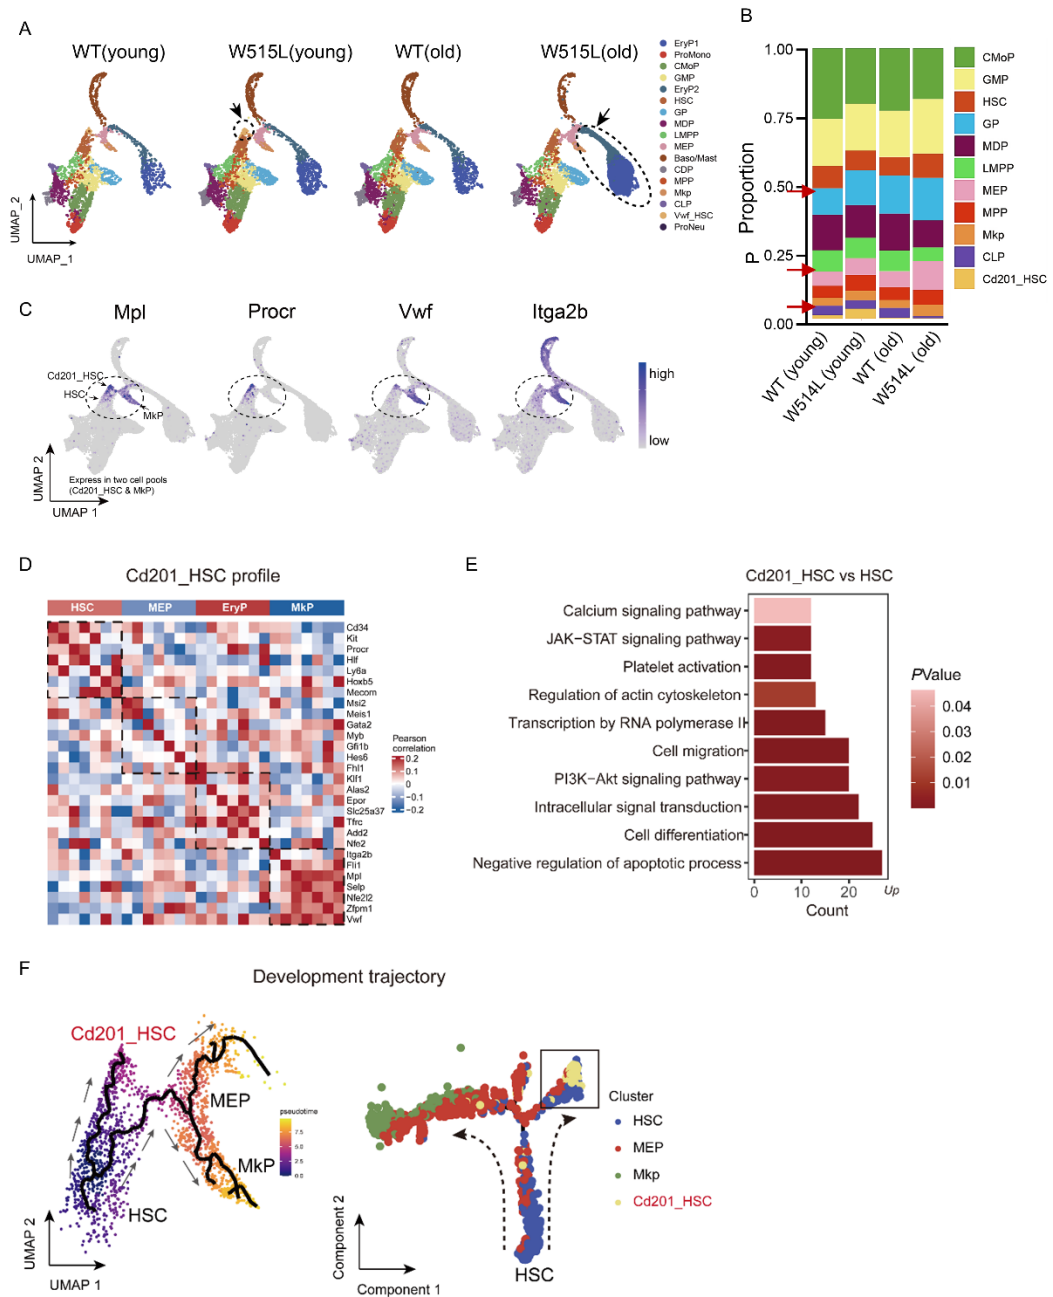 A
WT(young)
W515L(young)
WT(old)
W515L(old)
UMAP_2
UMAP_1
EryP1
ProMono
CMoP
GMP
EryP2
HSC
GP
MDP
LMPP
MEP
Baso/Mast
CDP
MPP
Mkp
CLP
Vwf_HSC
ProNeu
B
P Proportion
1.00
0.75
0.50
0.25
0.00
WT (young)
W514L (young)
WT (old)
W514L (old)
CMoP
GMP
HSC
GP
MDP
LMPP
MEP
MPP
Mkp
CLP
Cd201_HSC
C
Mpl
Procr
Vwf
Itga2b
Cd201_HSC
HSC
MkP
high
low
UMAP 2
Express in two cell pools
(Cd201_HSC & MkP)
UMAP 1
D
Cd201_HSC profile
HSC
MEP
EryP
MkP
Cd34
Kit
Procr
Hlf
Ly6a
Hoxb5
Mecom
Msi2
Meis1
Gata2
Myb
Gfi1b
Hes6
Fhl1
Klf1
Alas2
Epor
Slc25a37
Tfrc
Add2
Nfe2
Itga2b
Fli1
Mpl
Selp
Nfe2l2
Zfpm1
Vwf
Pearson
correlation
0.2
0.1
0
−0.1
−0.2
E
Cd201_HSC vs HSC
Calcium signaling pathway
JAK−STAT signaling pathway
Platelet activation
Regulation of actin cytoskeleton
Transcription by RNA polymerase II
Cell migration
PI3K−Akt signaling pathway
Intracellular signal transduction
Cell differentiation
Negative regulation of apoptotic process
0
10
20
Up
Count
PValue
0.04
0.03
0.02
0.01
F
Development trajectory
Cd201_HSC
MEP
MkP
HSC
pseudotime
7.5
5.0
2.5
0.0
UMAP 2
UMAP 1
Cluster
HSC
MEP
Mkp
Cd201_HSC
HSC
Component 2
Component 1